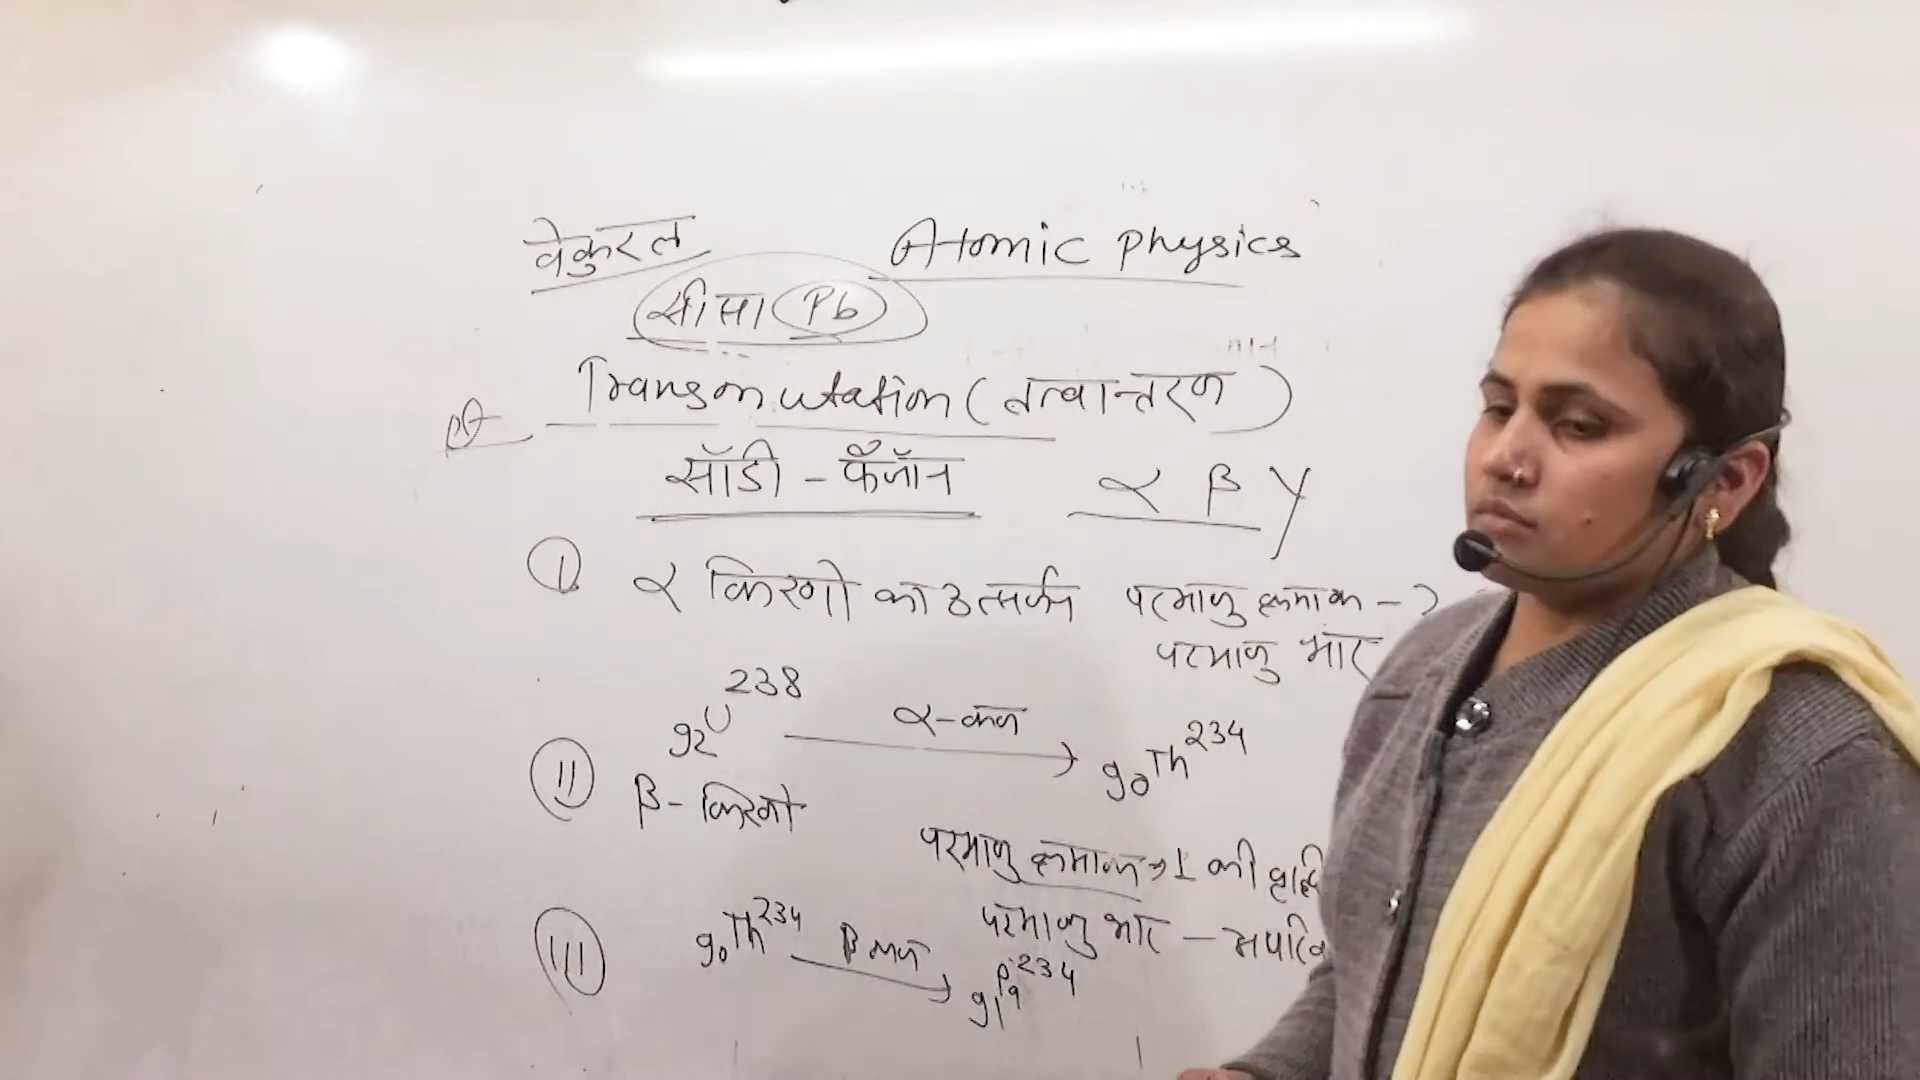 वेकुरल Atomic physics
सीसा (Pb)
Transmutation (तत्वान्तरण)
सॉडी - फैजॉन α β γ
I α किरणो का उत्सर्जन परमाणु क्रमांक - 2
परमाणु भार
92U238 α-कण → 90Th234
II β - किरणो
परमाणु क्रमांक → 1 की वृद्धि
परमाणु भार - अपरिव
III 90Th234 β कण → 91Pa234